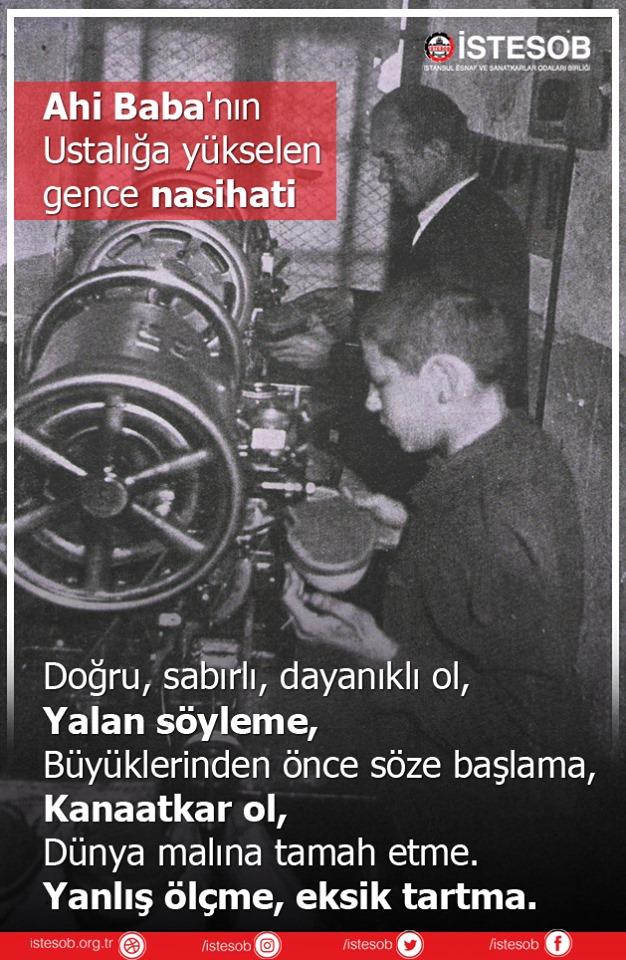 İSTESOB
İSTANBUL ESNAF VE SANATKARLAR ODALARI BİRLİĞİ
Ahi Baba'nın
Ustalığa yükselen
gence nasihati
Doğru, sabırlı, dayanıklı ol,
Yalan söyleme,
Büyüklerinden önce söze başlama,
Kanaatkar ol,
Dünya malına tamah etme.
Yanlış ölçme, eksik tartma.
istesob.org.tr /istesob /istesob /istesob